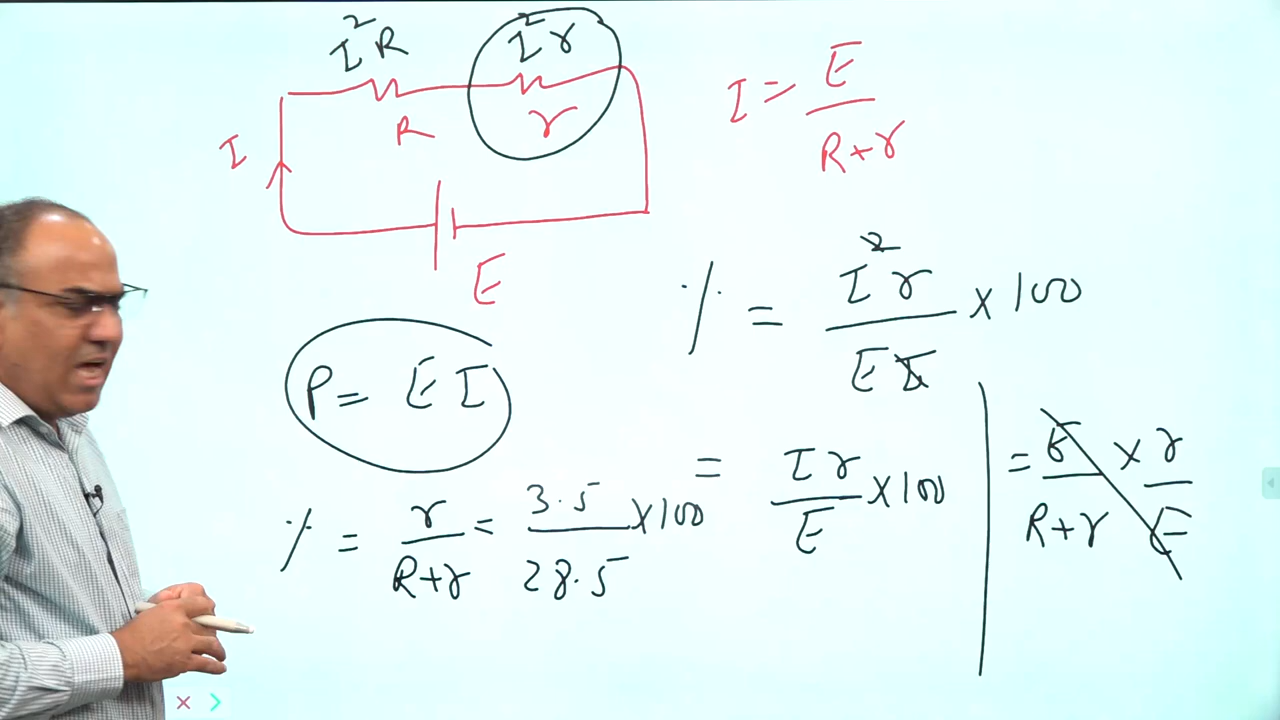 I²R I²r
R r
I
E
I = E/(R+r)
% = I²r/EI × 100
P = EI
= Ir/E × 100
= E/(R+r) × r/E
% = r/(R+r) = 3.5/28.5 × 100